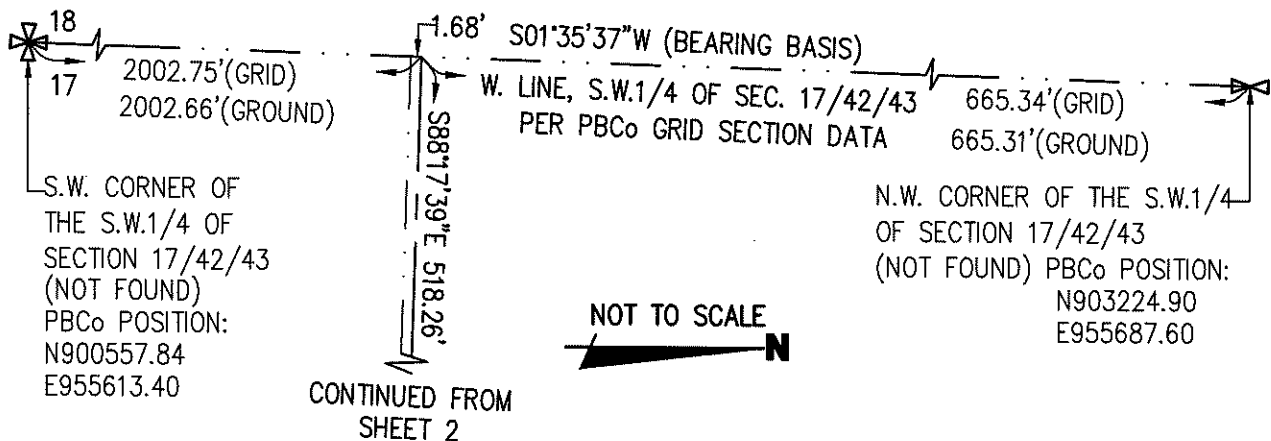 18
17
1.68'
S01°35'37"W (BEARING BASIS)
2002.75'(GRID)
2002.66'(GROUND)
W. LINE, S.W.1/4 OF SEC. 17/42/43
PER PBCo GRID SECTION DATA
665.34'(GRID)
665.31'(GROUND)
S88°17'39"E 518.26'
S.W. CORNER OF
THE S.W.1/4 OF
SECTION 17/42/43
(NOT FOUND)
PBCo POSITION:
N900557.84
E955613.40
N.W. CORNER OF THE S.W.1/4
OF SECTION 17/42/43
(NOT FOUND) PBCo POSITION:
N903224.90
E955687.60
NOT TO SCALE
N
CONTINUED FROM
SHEET 2